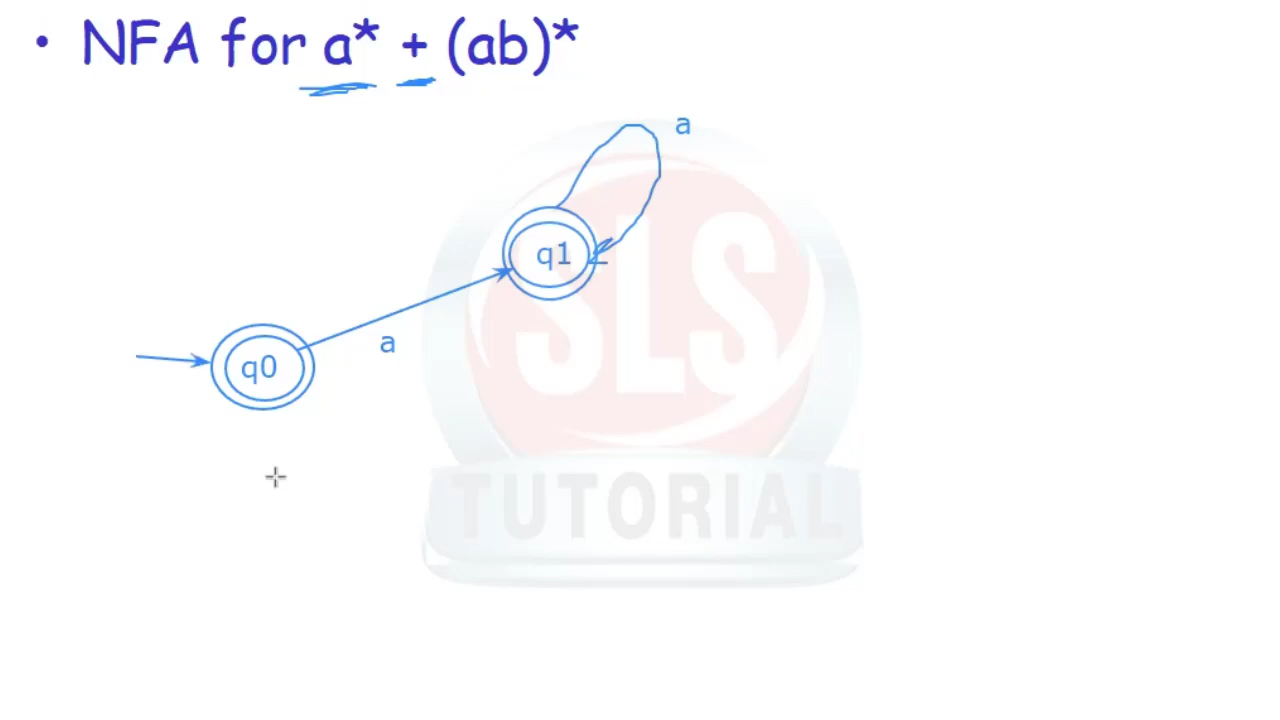 • NFA for a* + (ab)*
a
q1
a
q0
SLS
TUTORIAL